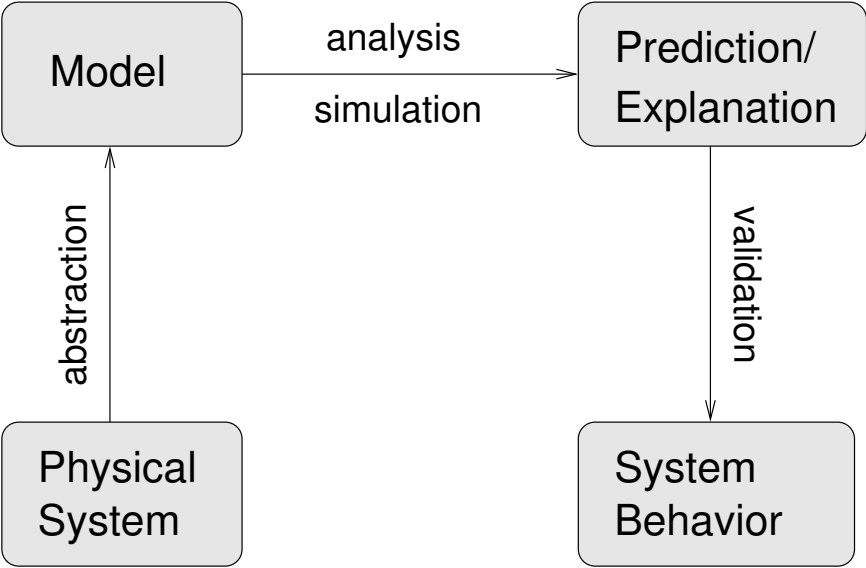 Model
analysis
simulation
Prediction/
Explanation
abstraction
validation
Physical
System
System
Behavior